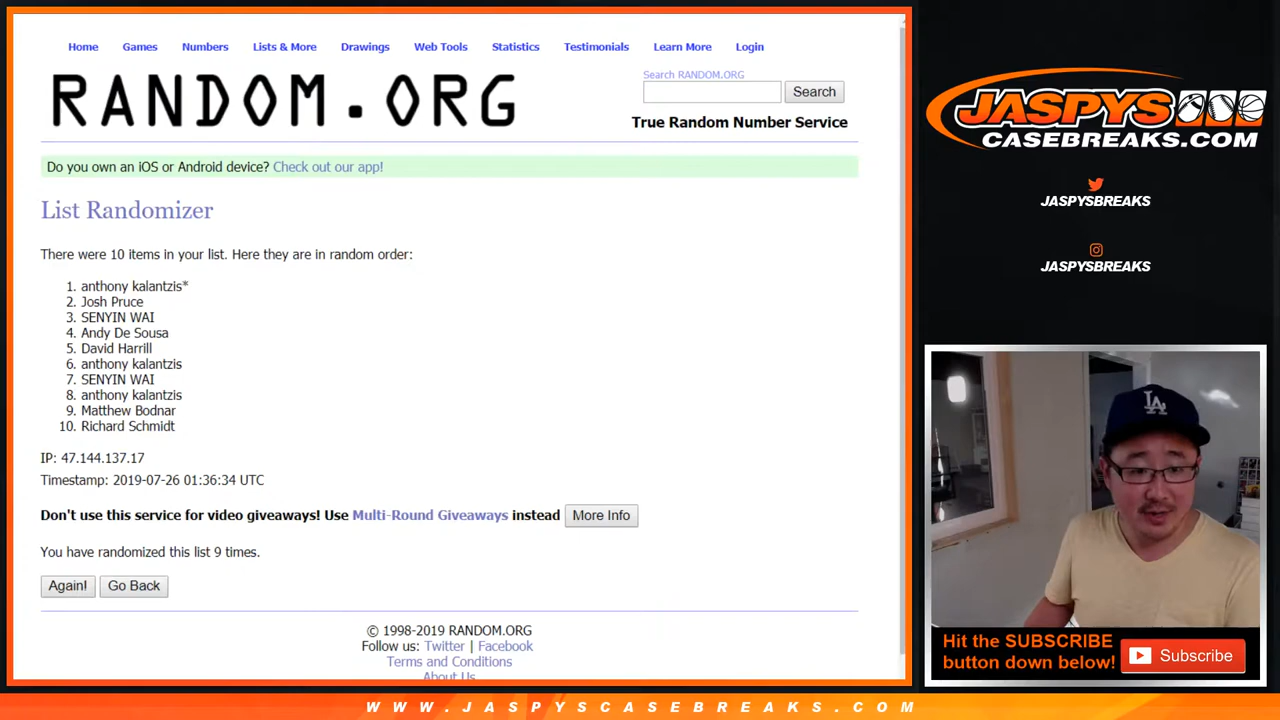 Home Games Numbers Lists & More Drawings Web Tools Statistics Testimonials Learn More Login
RANDOM.ORG
Search RANDOM.ORG
Search
True Random Number Service
Do you own an iOS or Android device? Check out our app!
List Randomizer
There were 10 items in your list. Here they are in random order:
1. anthony kalantzis*
2. Josh Pruce
3. SENYIN WAI
4. Andy De Sousa
5. David Harrill
6. anthony kalantzis
7. SENYIN WAI
8. anthony kalantzis
9. Matthew Bodnar
10. Richard Schmidt
IP: 47.144.137.17
Timestamp: 2019-07-26 01:36:34 UTC
Don't use this service for video giveaways! Use Multi-Round Giveaways instead More Info
You have randomized this list 9 times.
Again! Go Back
© 1998-2019 RANDOM.ORG
Follow us: Twitter | Facebook
Terms and Conditions
About Us
JASPYS
CASEBREAKS.COM
JASPYSBREAKS
JASPYSBREAKS
LA
Hit the SUBSCRIBE
button down below!
Subscribe
WWW.JASPYSCASEBREAKS.COM